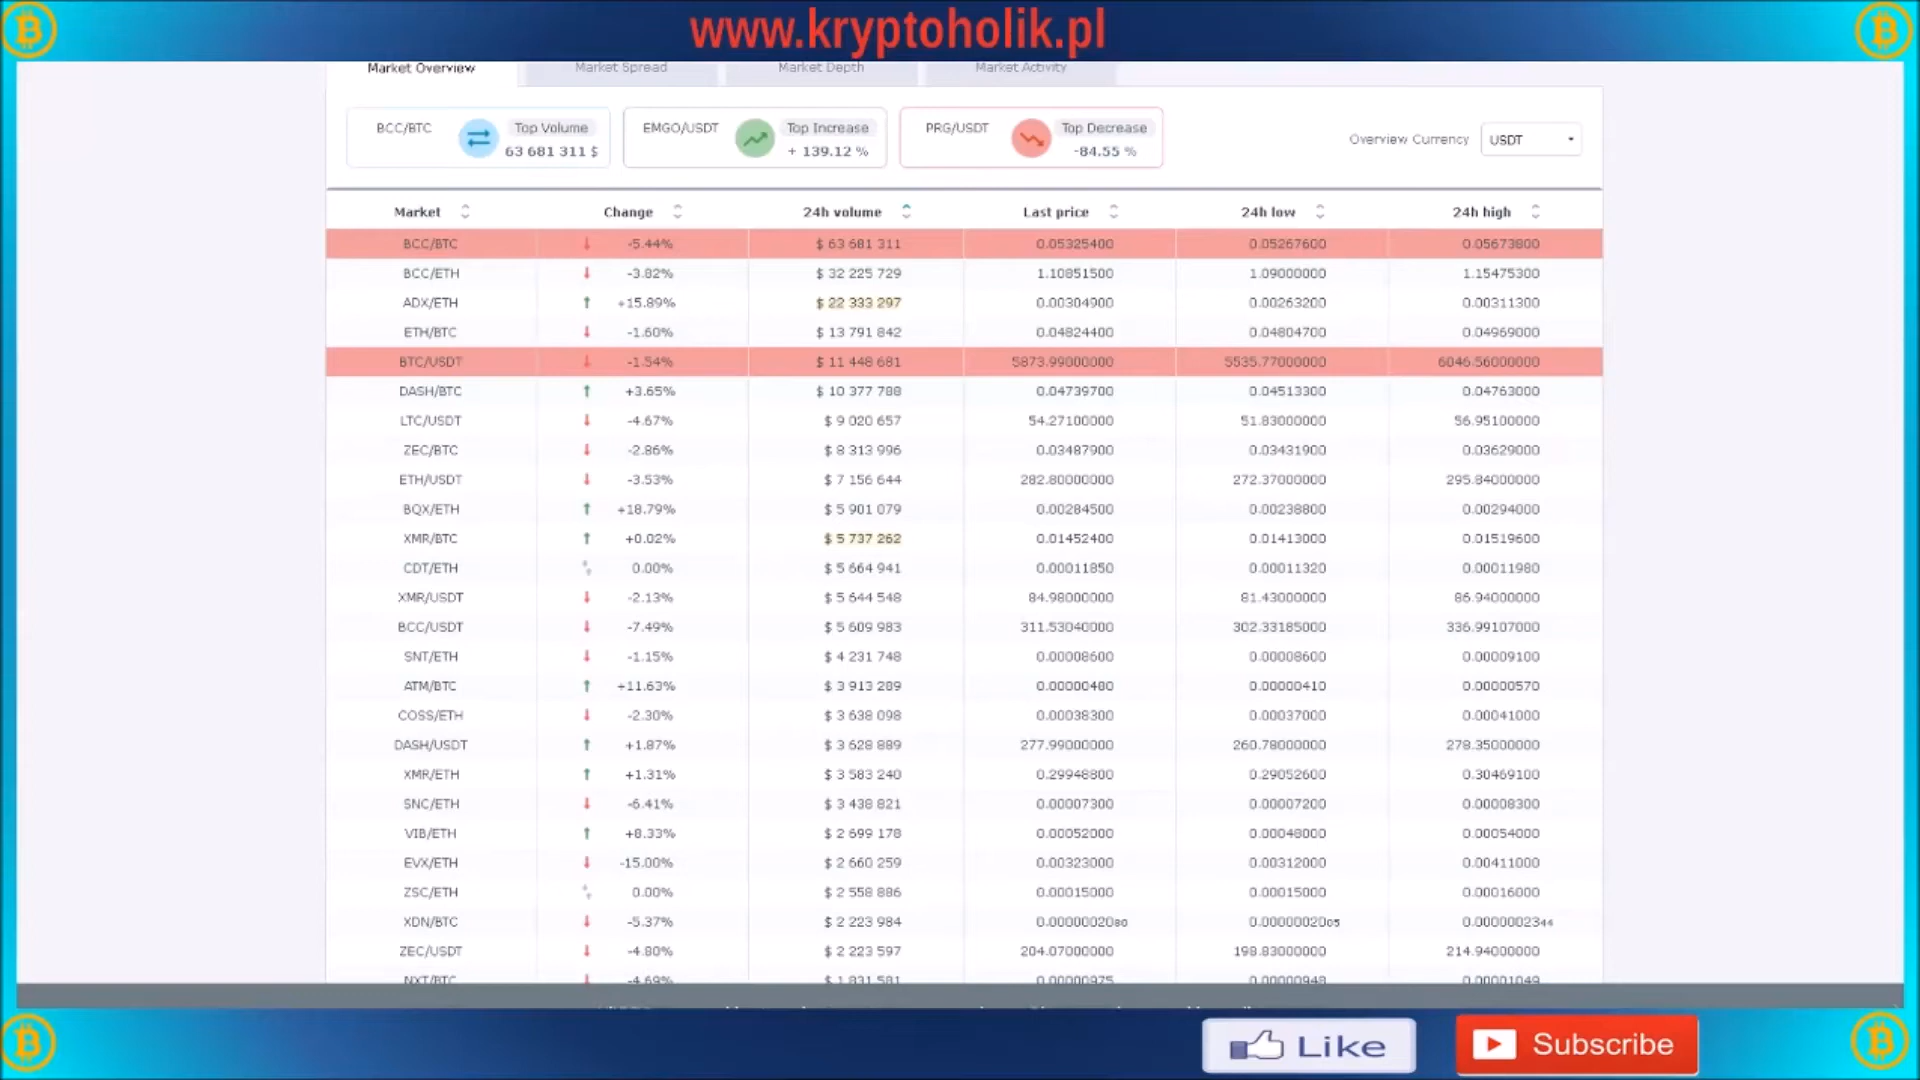 www.kryptoholik.pl
Market Overview Market Spread Market Depth Market Activity
BCC/BTC Top Volume 63 681 311 $
EMGO/USDT Top Increase + 139.12 %
PRG/USDT Top Decrease -84.55 %
Overview Currency USDT
Market Change 24h volume Last price 24h low 24h high
BCC/BTC -5.44% $ 63 681 311 0.05325400 0.05267600 0.05673800
BCC/ETH -3.82% $ 32 225 729 1.10851500 1.09000000 1.15475300
ADX/ETH +15.89% $ 22 333 297 0.00304900 0.00263200 0.00311300
ETH/BTC -1.60% $ 13 791 842 0.04824400 0.04804700 0.04969000
BTC/USDT -1.54% $ 11 448 681 5873.99000000 5535.77000000 6046.56000000
DASH/BTC +3.65% $ 10 377 788 0.04739700 0.04513300 0.04763000
LTC/USDT -4.67% $ 9 020 657 54.27100000 51.83000000 56.95100000
ZEC/BTC -2.86% $ 8 313 996 0.03487900 0.03431900 0.03629000
ETH/USDT -3.53% $ 7 156 644 282.80000000 272.37000000 295.84000000
BQX/ETH +18.79% $ 5 901 079 0.00284500 0.00238800 0.00294000
XMR/BTC +0.02% $ 5 737 262 0.01452400 0.01413000 0.01519600
CDT/ETH 0.00% $ 5 664 941 0.00011850 0.00011320 0.00011980
XMR/USDT -2.13% $ 5 644 548 84.98000000 81.43000000 86.94000000
BCC/USDT -7.49% $ 5 609 983 311.53040000 302.33185000 336.99107000
SNT/ETH -1.15% $ 4 231 748 0.00008600 0.00008600 0.00009100
ATM/BTC +11.63% $ 3 913 289 0.00000480 0.00000410 0.00000570
COSS/ETH -2.30% $ 3 638 098 0.00038300 0.00037000 0.00041000
DASH/USDT +1.87% $ 3 628 889 277.99000000 260.78000000 278.35000000
XMR/ETH +1.31% $ 3 583 240 0.29948800 0.29052600 0.30469100
SNC/ETH -6.41% $ 3 438 821 0.00007300 0.00007200 0.00008300
VIB/ETH +8.33% $ 2 699 178 0.00052000 0.00048000 0.00054000
EVX/ETH -15.00% $ 2 660 259 0.00323000 0.00312000 0.00411000
ZSC/ETH 0.00% $ 2 558 886 0.00015000 0.00015000 0.00016000
XDN/BTC -5.37% $ 2 223 984 0.0000002080 0.0000002005 0.0000002344
ZEC/USDT -4.80% $ 2 223 597 204.07000000 198.83000000 214.94000000
NXT/BTC -4.69% $ 1 831 581 0.00000975 0.00000948 0.00001049
Like Subscribe